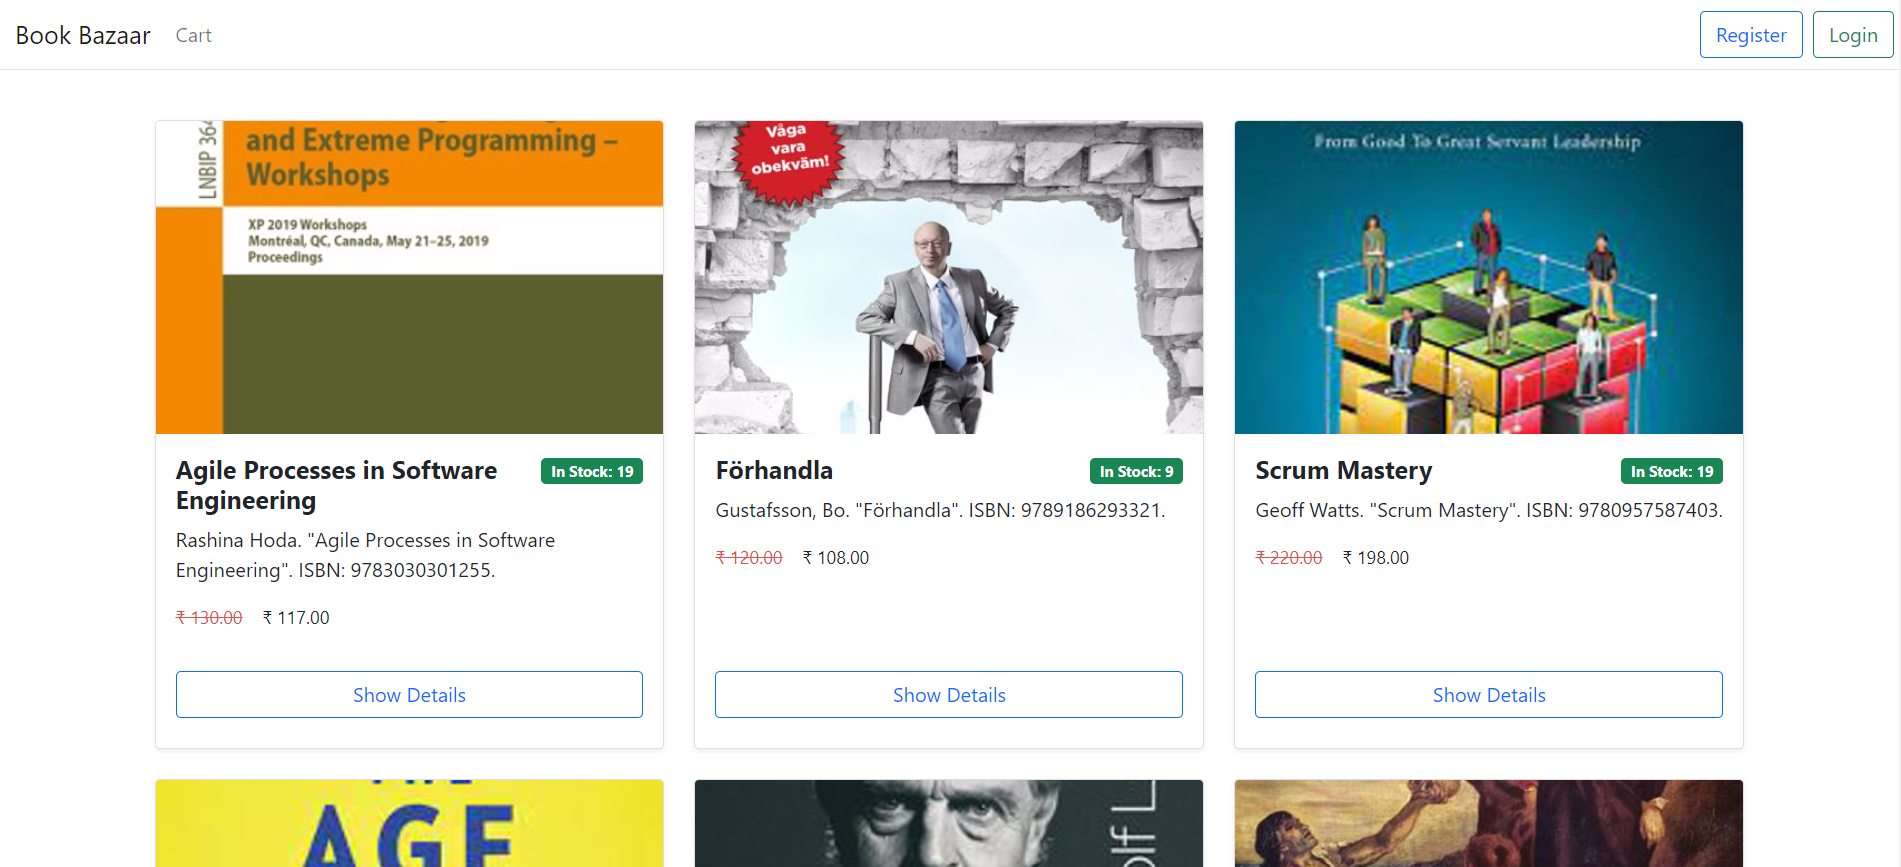 Book Bazaar Cart Register Login
LNBIP 364
and Extreme Programming –
Workshops
XP 2019 Workshops
Montréal, QC, Canada, May 21–25, 2019
Proceedings
Våga
vara
obekväm!
From Good To Great Servant Leadership
Agile Processes in Software
Engineering
In Stock: 19
Rashina Hoda. "Agile Processes in Software
Engineering". ISBN: 9783030301255.
₹ 130.00 ₹ 117.00
Show Details
Förhandla
In Stock: 9
Gustafsson, Bo. "Förhandla". ISBN: 9789186293321.
₹ 120.00 ₹ 108.00
Show Details
Scrum Mastery
In Stock: 19
Geoff Watts. "Scrum Mastery". ISBN: 9780957587403.
₹ 220.00 ₹ 198.00
Show Details
AGE